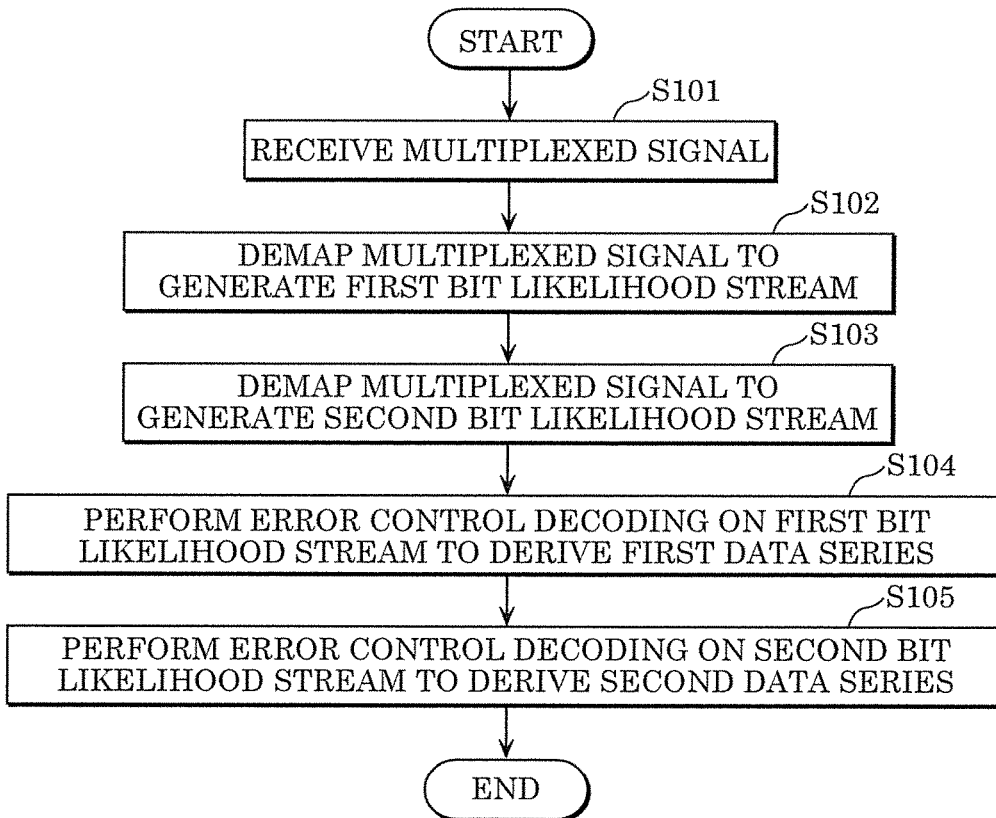 START
S101
RECEIVE MULTIPLEXED SIGNAL
S102
DEMAP MULTIPLEXED SIGNAL TO
GENERATE FIRST BIT LIKELIHOOD STREAM
S103
DEMAP MULTIPLEXED SIGNAL TO
GENERATE SECOND BIT LIKELIHOOD STREAM
S104
PERFORM ERROR CONTROL DECODING ON FIRST BIT
LIKELIHOOD STREAM TO DERIVE FIRST DATA SERIES
S105
PERFORM ERROR CONTROL DECODING ON SECOND BIT
LIKELIHOOD STREAM TO DERIVE SECOND DATA SERIES
END